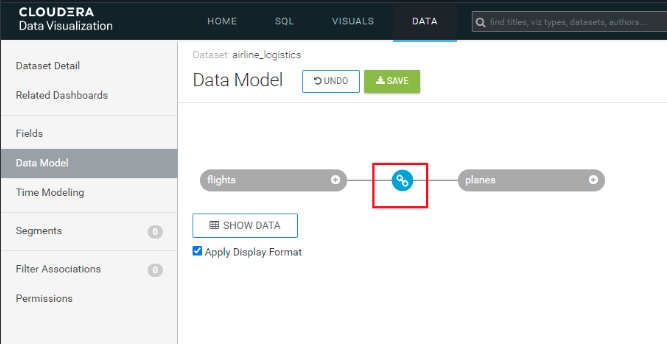 CLOUDERA
Data Visualization
HOME SQL VISUALS DATA
find titles, viz types, datasets, authors...
Dataset Detail
Related Dashboards
Fields
Data Model
Time Modeling
Segments 0
Filter Associations 0
Permissions
Dataset: airline_logistics
Data Model UNDO SAVE
flights planes
SHOW DATA
Apply Display Format